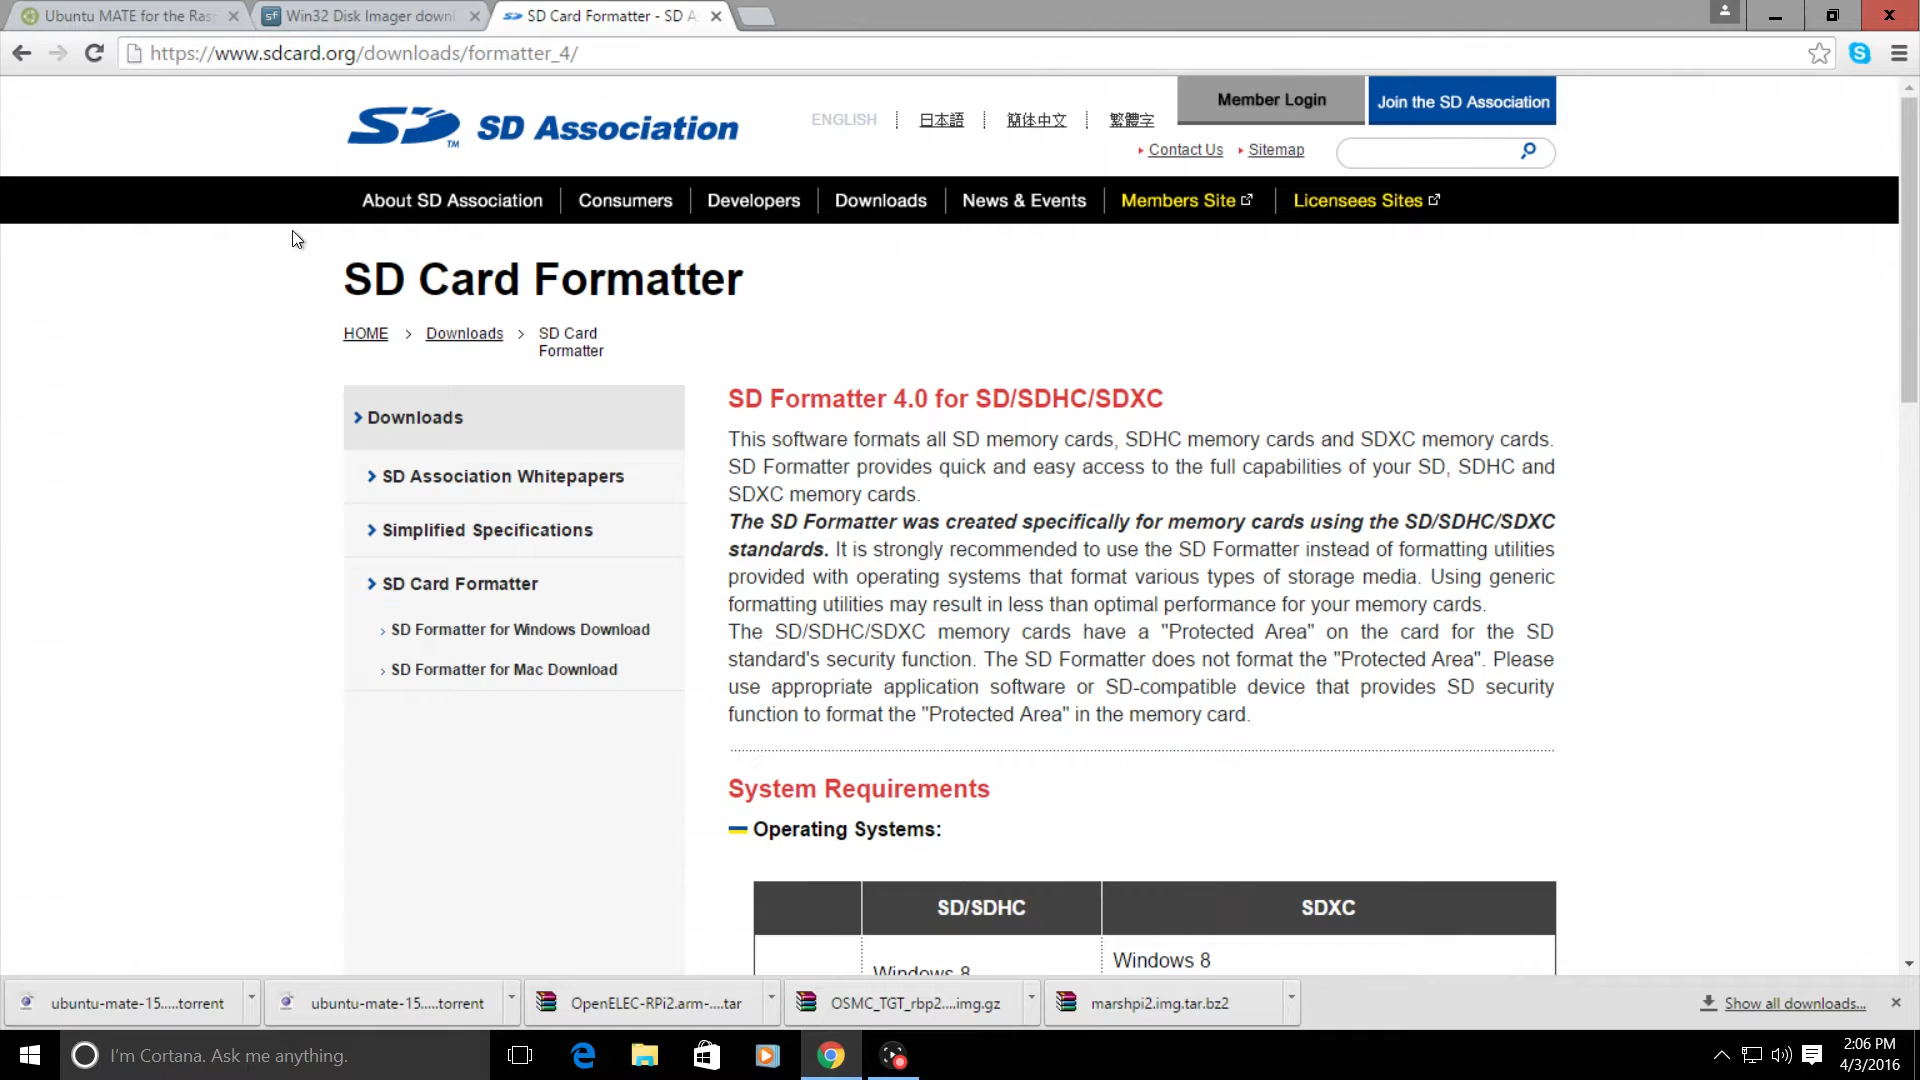 Ubuntu MATE for the Ras
Win32 Disk Imager downl
SD Card Formatter - SD A
https://www.sdcard.org/downloads/formatter_4/
SD Association
TM
ENGLISH
日本語
簡体中文
繁體字
Member Login
Join the SD Association
Contact Us
Sitemap
About SD Association
Consumers
Developers
Downloads
News & Events
Members Site
Licensees Sites
SD Card Formatter
HOME > Downloads > SD Card
Formatter
Downloads
SD Association Whitepapers
Simplified Specifications
SD Card Formatter
SD Formatter for Windows Download
SD Formatter for Mac Download
SD Formatter 4.0 for SD/SDHC/SDXC
This software formats all SD memory cards, SDHC memory cards and SDXC memory cards.
SD Formatter provides quick and easy access to the full capabilities of your SD, SDHC and
SDXC memory cards.
The SD Formatter was created specifically for memory cards using the SD/SDHC/SDXC
standards. It is strongly recommended to use the SD Formatter instead of formatting utilities
provided with operating systems that format various types of storage media. Using generic
formatting utilities may result in less than optimal performance for your memory cards.
The SD/SDHC/SDXC memory cards have a "Protected Area" on the card for the SD
standard's security function. The SD Formatter does not format the "Protected Area". Please
use appropriate application software or SD-compatible device that provides SD security
function to format the "Protected Area" in the memory card.
System Requirements
Operating Systems:
SD/SDHC
SDXC
Windows 8
Windows 8
ubuntu-mate-15.....torrent
ubuntu-mate-15.....torrent
OpenELEC-RPi2.arm-....tar
OSMC_TGT_rbp2....img.gz
marshpi2.img.tar.bz2
Show all downloads...
I'm Cortana. Ask me anything.
2:06 PM
4/3/2016